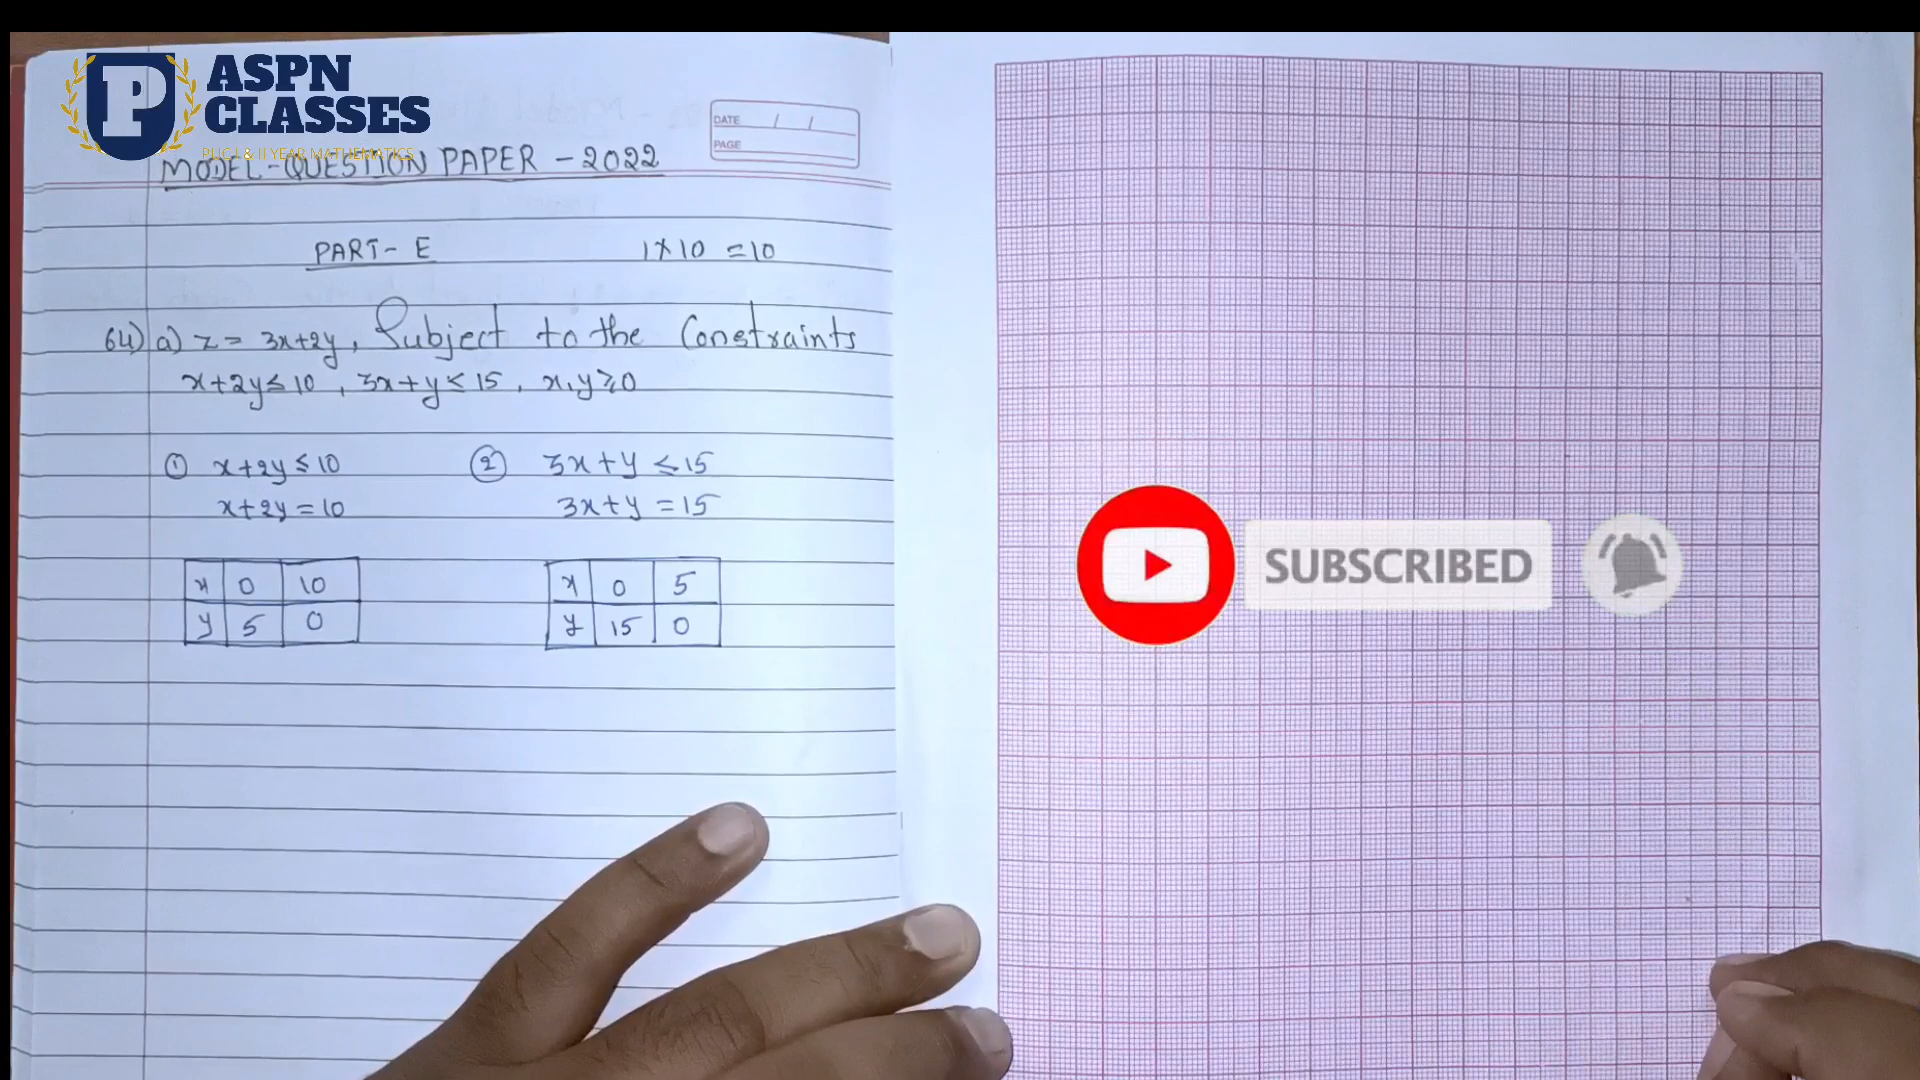 ASPN
CLASSES
PUC I & II YEAR MATHEMATICS
DATE / /
PAGE
MODEL-QUESTION PAPER - 2022
PART- E 1×10 =10
64) a) z = 3x+2y, Subject to the Constraints
x+2y≤10 , 3x+y<15 , x,y≥0
① x+2y≤10 ② 3x+y ≤15
x+2y=10 3x+y =15
x 0 10 x 0 5
y 5 0 y 15 0
SUBSCRIBED